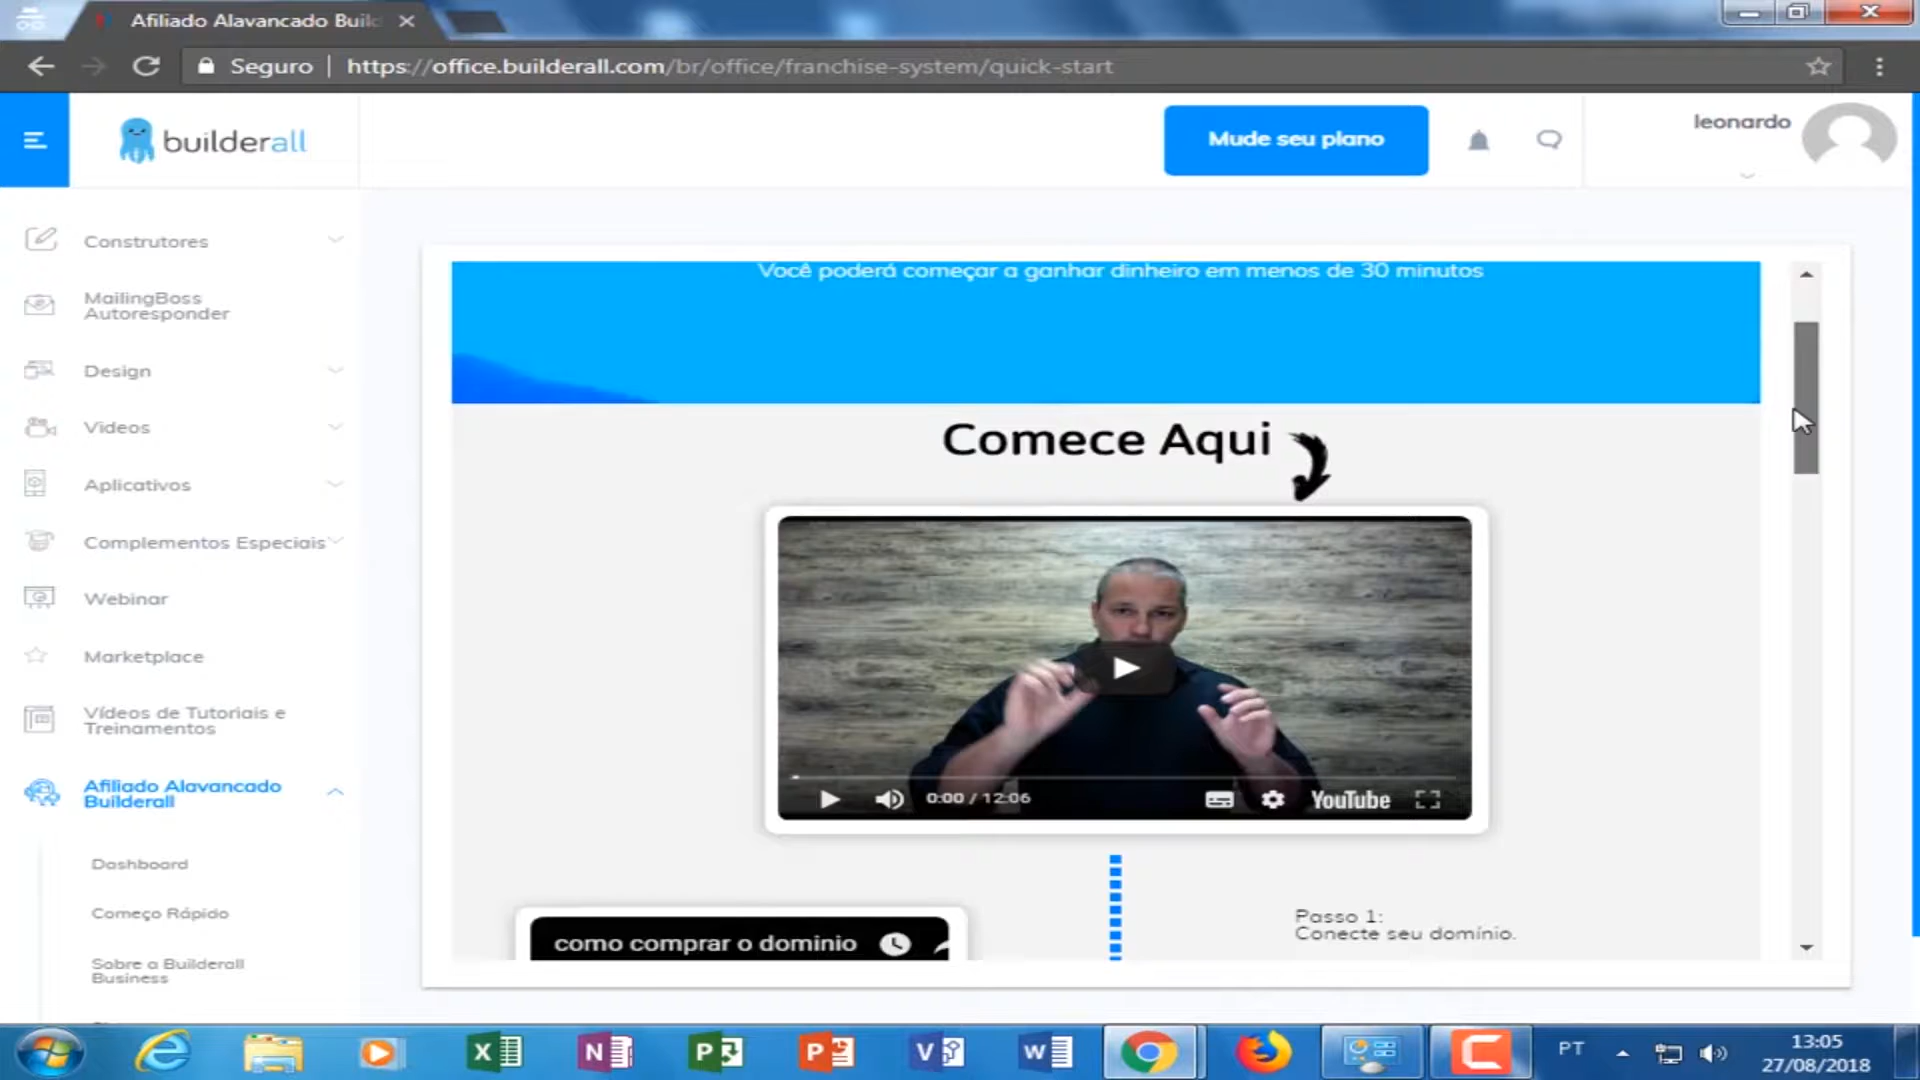 Afiliado Alavancado Build
Seguro | https://office.builderall.com/br/office/franchise-system/quick-start
builderall
Mude seu plano
leonardo
Construtores
MailingBoss
Autoresponder
Design
Videos
Aplicativos
Complementos Especiais
Webinar
Marketplace
Vídeos de Tutoriais e
Treinamentos
Afiliado Alavancado
Builderall
Dashboard
Começo Rápido
Sobre a Builderall
Business
Você poderá começar a ganhar dinheiro em menos de 30 minutos
Comece Aqui
0:00 / 12:06
YouTube
como comprar o dominio
Passo 1:
Conecte seu domínio.
PT
13:05
27/08/2018